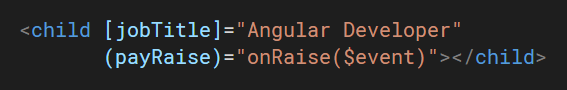 <child [jobTitle]="Angular Developer"
(payRaise)="onRaise($event)"></child>